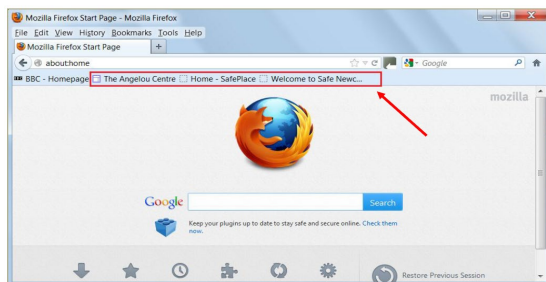 Mozilla Firefox Start Page - Mozilla Firefox
File Edit View History Bookmarks Tools Help
Mozilla Firefox Start Page +
about:home Google
BBC - Homepage The Angelou Centre Home - SafePlace Welcome to Safe Newc...
mozilla
Google Search
Keep your plugins up to date to stay safe and secure online. Check them
now.
Restore Previous Session